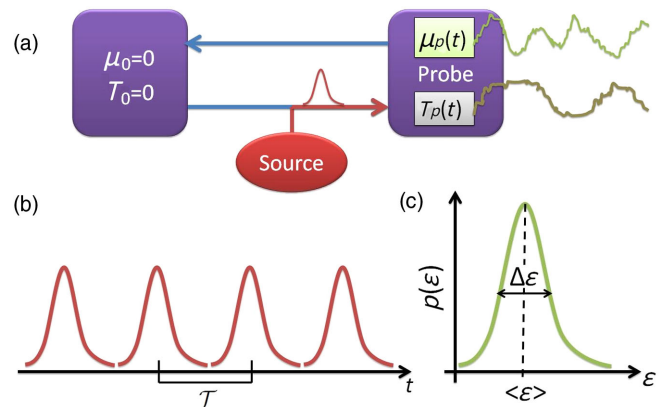 (a)
μ0=0
T0=0
μp(t)
Probe
Tp(t)
Source
(b)
t
𝒯
(c)
p(ε)
Δε
<ε>
ε